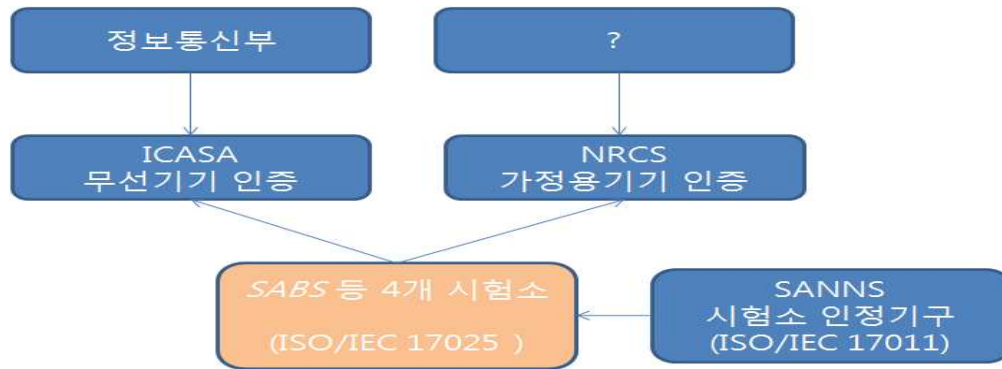 정보통신부
?
ICASA
무선기기 인증
NRCS
가정용기기 인증
SABS 등 4개 시험소
(ISO/IEC 17025 )
SANNS
시험소 인정기구
(ISO/IEC 17011)